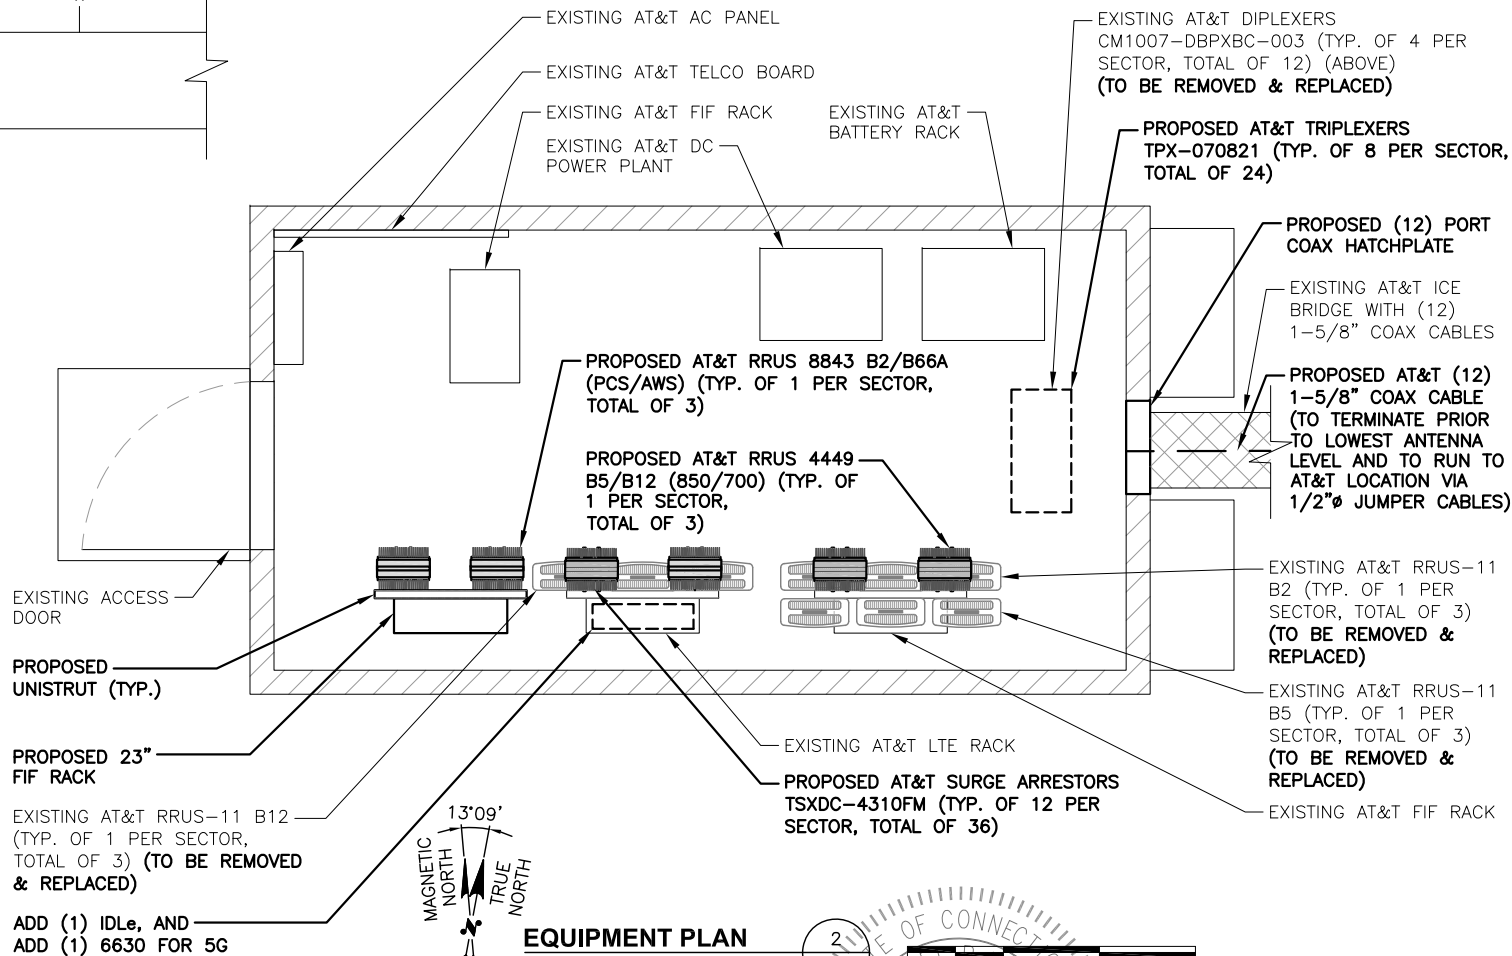 EXISTING AT&T AC PANEL
EXISTING AT&T TELCO BOARD
EXISTING AT&T FIF RACK
EXISTING AT&T DC
POWER PLANT
EXISTING AT&T
BATTERY RACK
EXISTING AT&T DIPLEXERS
CM1007-DBPXBC-003 (TYP. OF 4 PER
SECTOR, TOTAL OF 12) (ABOVE)
(TO BE REMOVED & REPLACED)
PROPOSED AT&T TRIPLEXERS
TPX-070821 (TYP. OF 8 PER SECTOR,
TOTAL OF 24)
PROPOSED (12) PORT
COAX HATCHPLATE
EXISTING AT&T ICE
BRIDGE WITH (12)
1-5/8" COAX CABLES
PROPOSED AT&T (12)
1-5/8" COAX CABLE
(TO TERMINATE PRIOR
TO LOWEST ANTENNA
LEVEL AND TO RUN TO
AT&T LOCATION VIA
1/2"ø JUMPER CABLES)
PROPOSED AT&T RRUS 8843 B2/B66A
(PCS/AWS) (TYP. OF 1 PER SECTOR,
TOTAL OF 3)
PROPOSED AT&T RRUS 4449
B5/B12 (850/700) (TYP. OF
1 PER SECTOR,
TOTAL OF 3)
EXISTING ACCESS
DOOR
PROPOSED
UNISTRUT (TYP.)
PROPOSED 23"
FIF RACK
EXISTING AT&T RRUS-11 B12
(TYP. OF 1 PER SECTOR,
TOTAL OF 3) (TO BE REMOVED
& REPLACED)
ADD (1) IDLe, AND
ADD (1) 6630 FOR 5G
EXISTING AT&T RRUS-11
B2 (TYP. OF 1 PER
SECTOR, TOTAL OF 3)
(TO BE REMOVED &
REPLACED)
EXISTING AT&T RRUS-11
B5 (TYP. OF 1 PER
SECTOR, TOTAL OF 3)
(TO BE REMOVED &
REPLACED)
EXISTING AT&T FIF RACK
EXISTING AT&T LTE RACK
PROPOSED AT&T SURGE ARRESTORS
TSXDC-4310FM (TYP. OF 12 PER
SECTOR, TOTAL OF 36)
13°09'
MAGNETIC
NORTH
TRUE
NORTH
N
EQUIPMENT PLAN
2
OF CONNECTI